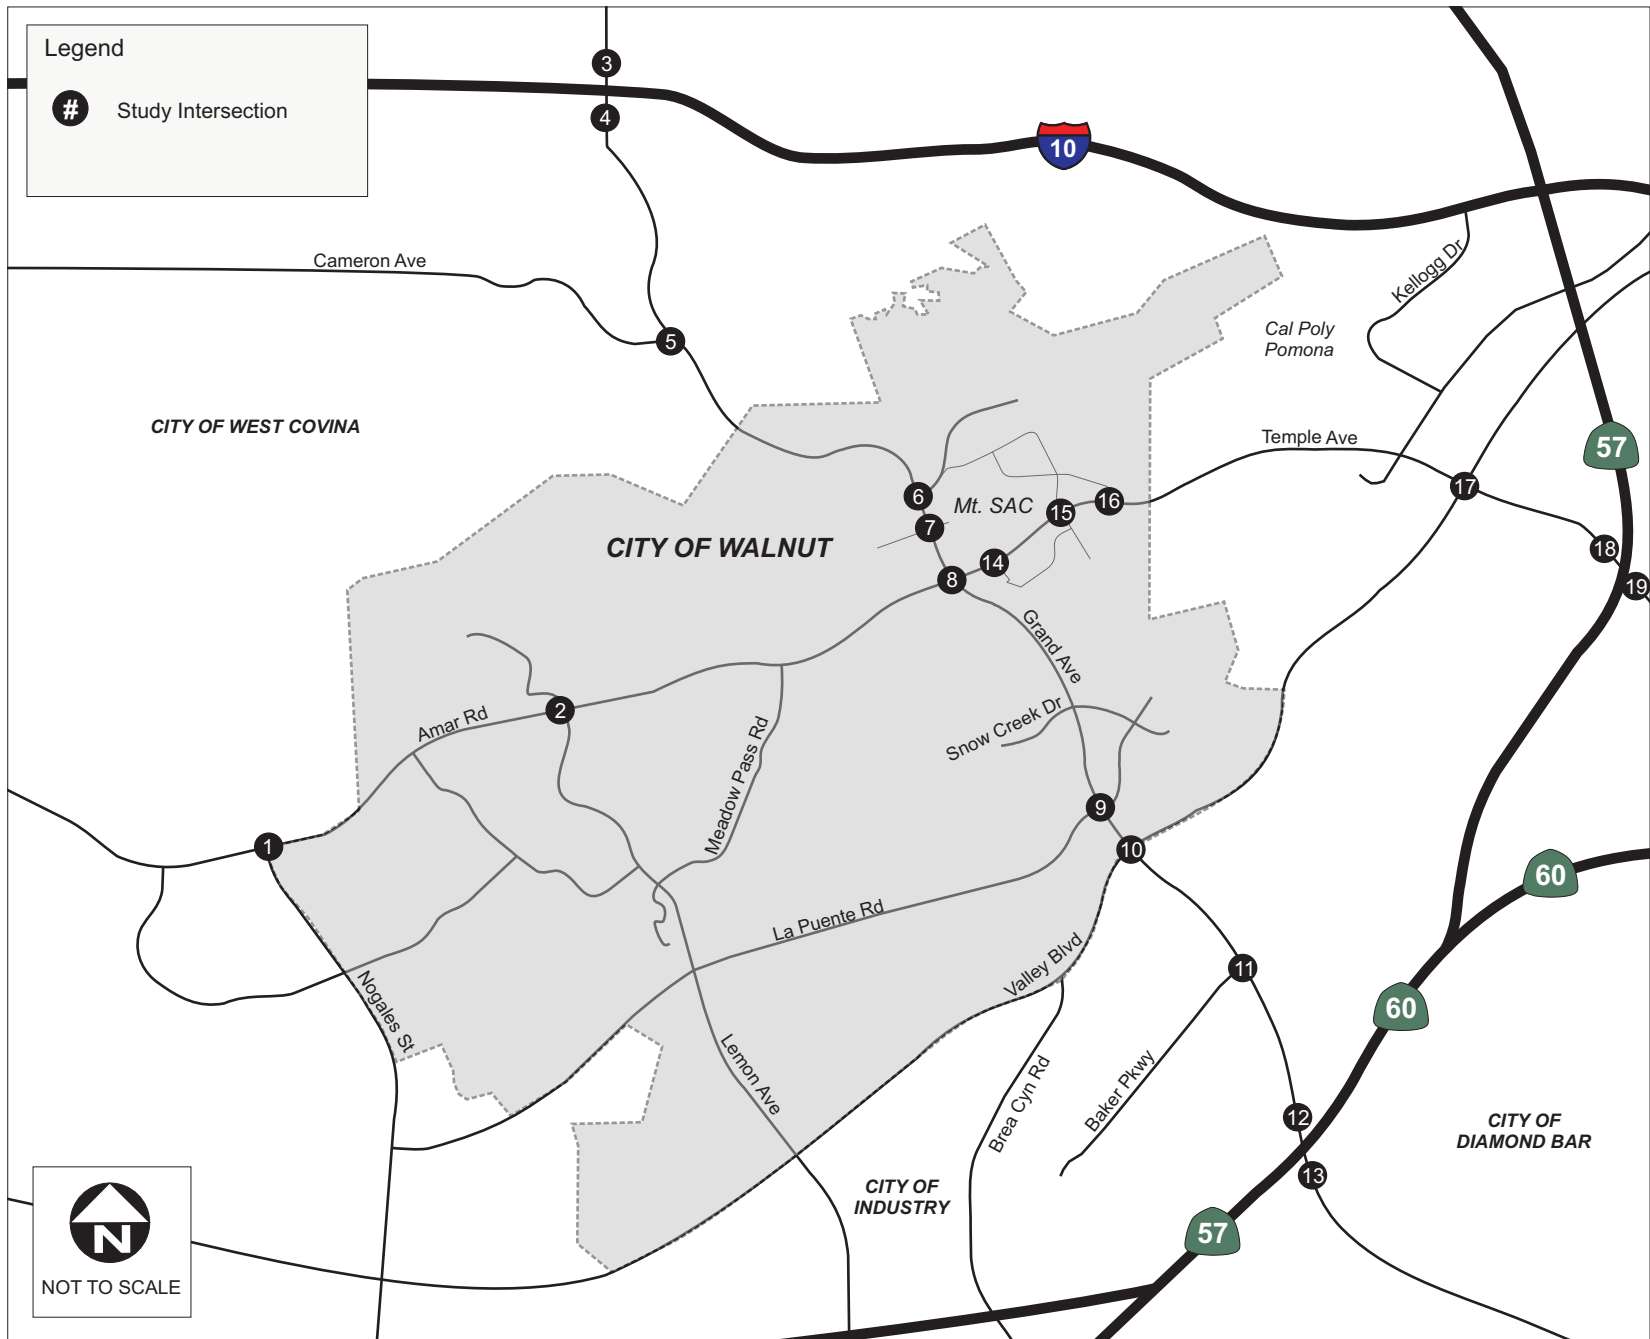 Legend
#
Study Intersection
3
4
10
Cameron Ave
Kellogg Dr
5
Cal Poly
Pomona
CITY OF WEST COVINA
Temple Ave
57
6
Mt. SAC
16
17
15
7
CITY OF WALNUT
18
14
8
19
Grand Ave
2
Amar Rd
Snow Creek Dr
Meadow Pass Rd
9
1
10
60
La Puente Rd
Valley Blvd
11
Nogales St
60
Lemon Ave
Brea Cyn Rd
Baker Pkwy
12
CITY OF
DIAMOND BAR
13
CITY OF
INDUSTRY
57
N
NOT TO SCALE